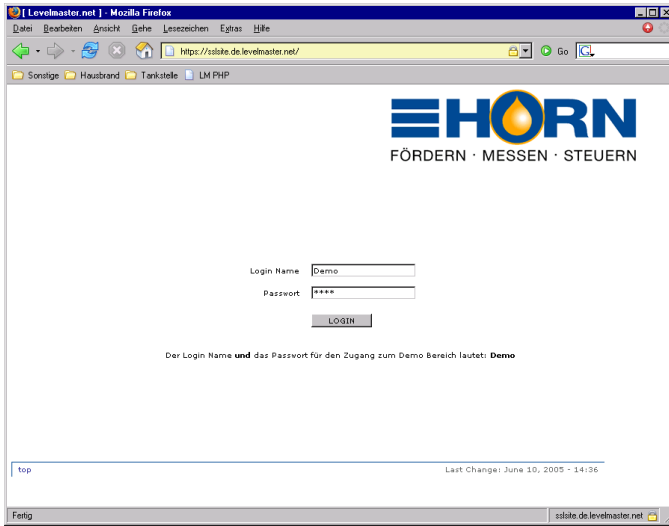 [ Levelmaster.net ] - Mozilla Firefox
Datei Bearbeiten Ansicht Gehe Lesezeichen Extras Hilfe
https://sslsite.de.levelmaster.net/ Go G
Sonstige Hausbrand Tankstelle LM PHP
HORN
FÖRDERN · MESSEN · STEUERN
Login Name Demo
Passwort ****
LOGIN
Der Login Name und das Passwort für den Zugang zum Demo Bereich lautet: Demo
top Last Change: June 10, 2005 - 14:36
Fertig sslsite.de.levelmaster.net